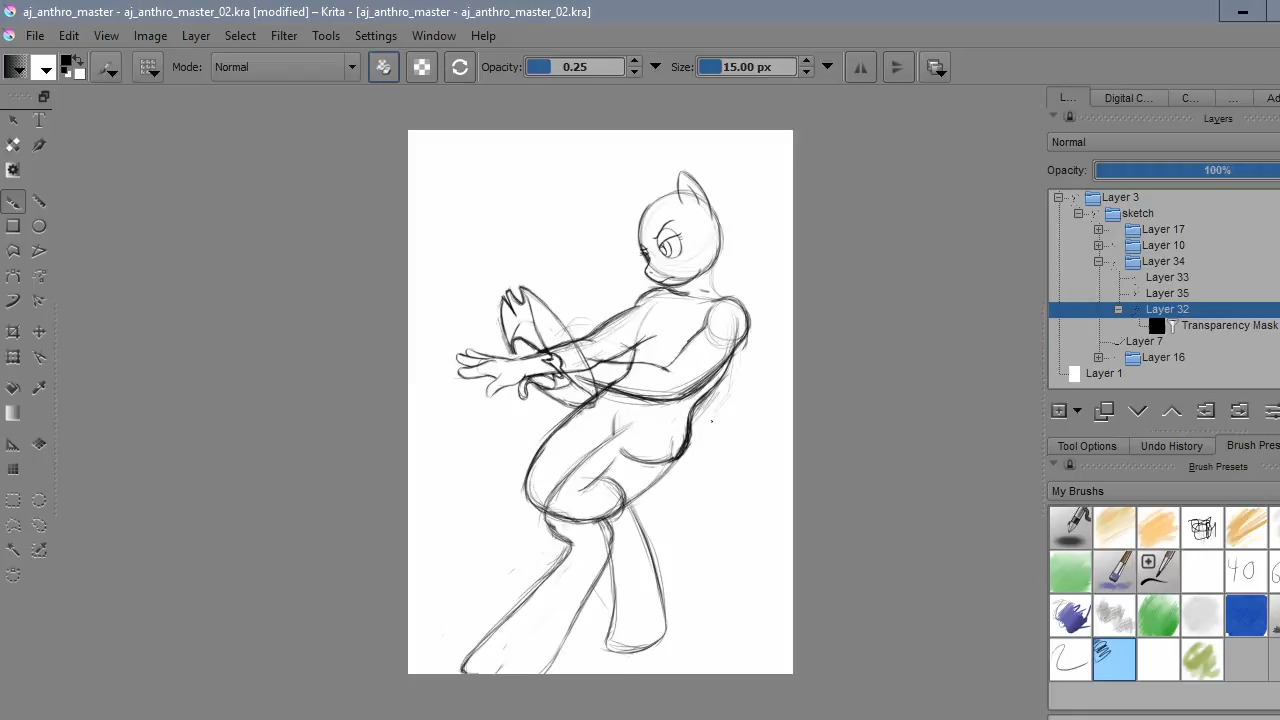 aj_anthro_master - aj_anthro_master_02.kra [modified] – Krita - [aj_anthro_master - aj_anthro_master_02.kra]
File Edit View Image Layer Select Filter Tools Settings Window Help
Mode: Normal Opacity: 0.25 Size: 15.00 px
L... Digital C... C... ... Ad
Layers
Normal
Opacity: 100%
Layer 3
sketch
Layer 17
Layer 10
Layer 34
Layer 33
Layer 35
Layer 32
Transparency Mask
Layer 7
Layer 16
Layer 1
Tool Options Undo History Brush Pres
Brush Presets
My Brushes
40